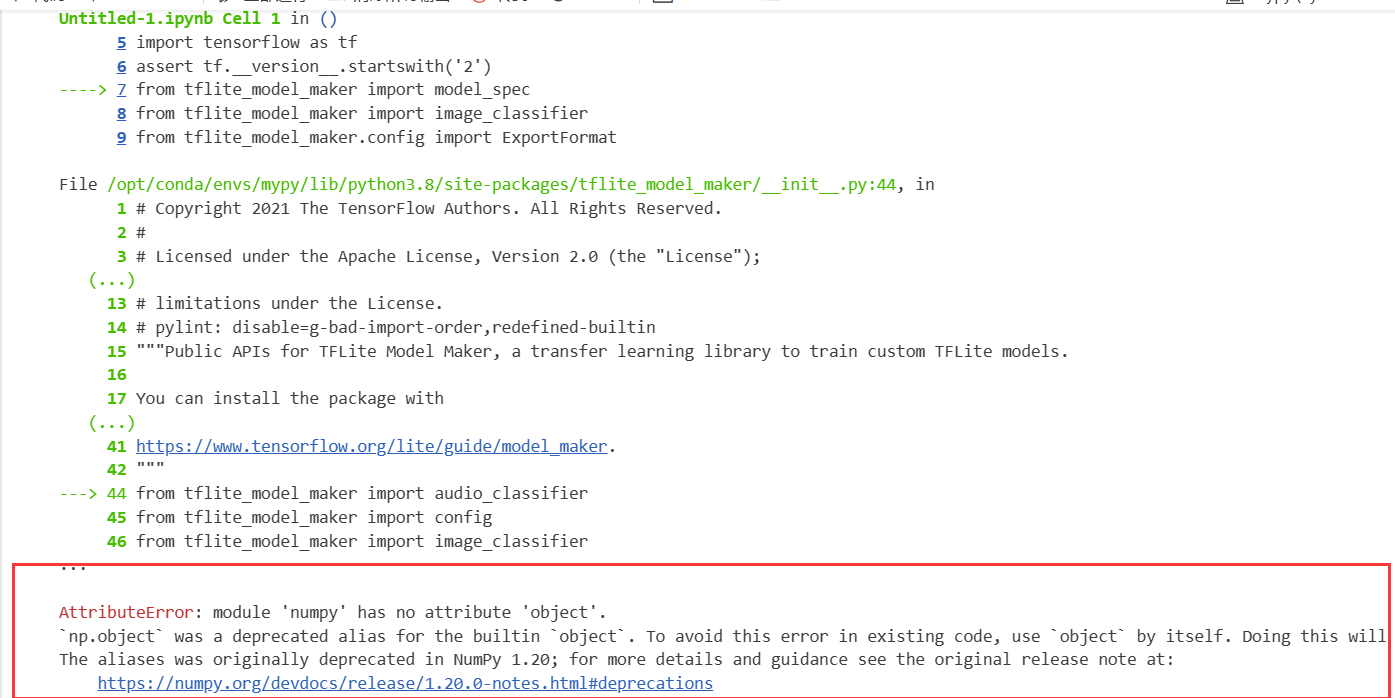 Untitled-1.ipynb Cell 1 in ()
5 import tensorflow as tf
6 assert tf.__version__.startswith('2')
----> 7 from tflite_model_maker import model_spec
8 from tflite_model_maker import image_classifier
9 from tflite_model_maker.config import ExportFormat
File /opt/conda/envs/mypy/lib/python3.8/site-packages/tflite_model_maker/__init__.py:44, in
1 # Copyright 2021 The TensorFlow Authors. All Rights Reserved.
2 #
3 # Licensed under the Apache License, Version 2.0 (the "License");
(...)
13 # limitations under the License.
14 # pylint: disable=g-bad-import-order,redefined-builtin
15 """Public APIs for TFLite Model Maker, a transfer learning library to train custom TFLite models.
16
17 You can install the package with
(...)
41 https://www.tensorflow.org/lite/guide/model_maker.
42 """
---> 44 from tflite_model_maker import audio_classifier
45 from tflite_model_maker import config
46 from tflite_model_maker import image_classifier
...
AttributeError: module 'numpy' has no attribute 'object'.
`np.object` was a deprecated alias for the builtin `object`. To avoid this error in existing code, use `object` by itself. Doing this will
The aliases was originally deprecated in NumPy 1.20; for more details and guidance see the original release note at:
https://numpy.org/devdocs/release/1.20.0-notes.html#deprecations